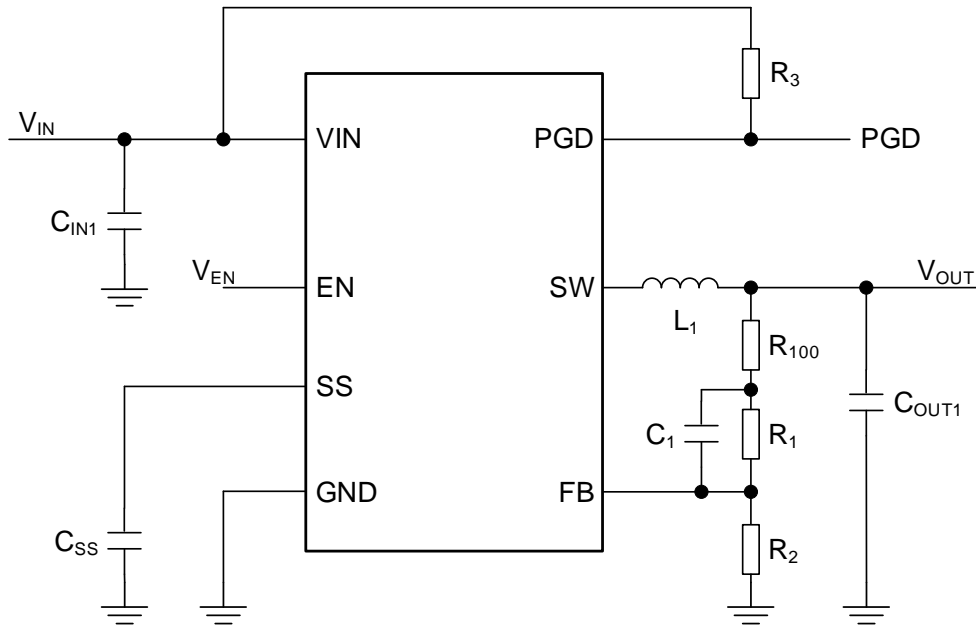 R3
VIN
VIN
PGD
PGD
CIN1
VEN
EN
SW
VOUT
L1
R100
SS
COUT1
C1
R1
GND
FB
CSS
R2